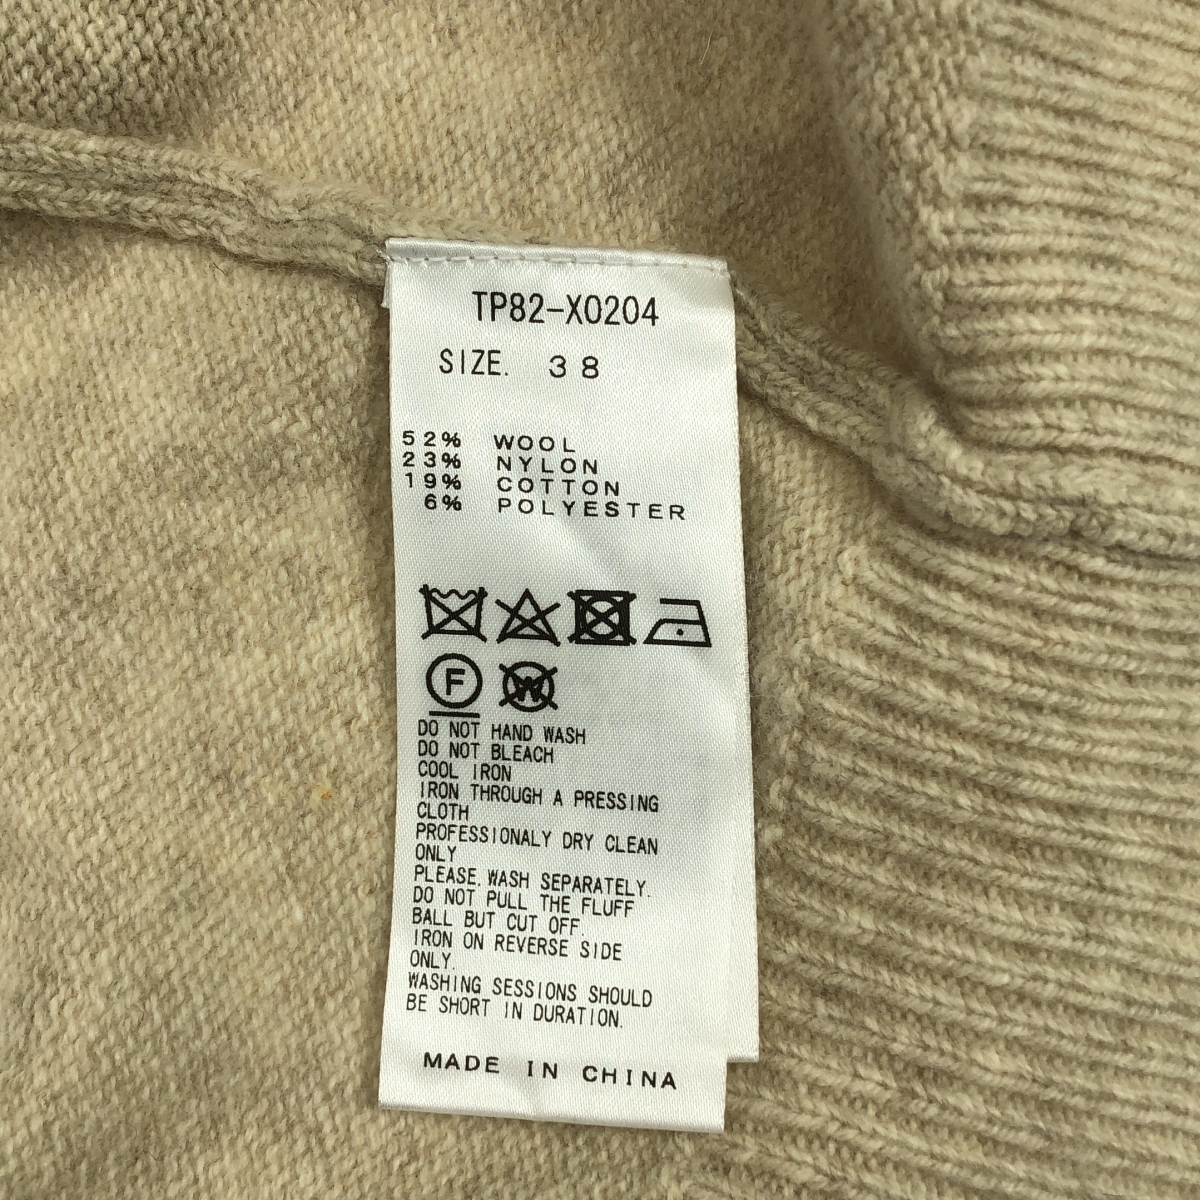 TP82-X0204
SIZE. 38
52% WOOL
23% NYLON
19% COTTON
6% POLYESTER
F W
DO NOT HAND WASH
DO NOT BLEACH
COOL IRON
IRON THROUGH A PRESSING
CLOTH
PROFESSIONALY DRY CLEAN
ONLY
PLEASE. WASH SEPARATELY.
DO NOT PULL THE FLUFF
BALL BUT CUT OFF.
IRON ON REVERSE SIDE
ONLY.
WASHING SESSIONS SHOULD
BE SHORT IN DURATION.
MADE IN CHINA